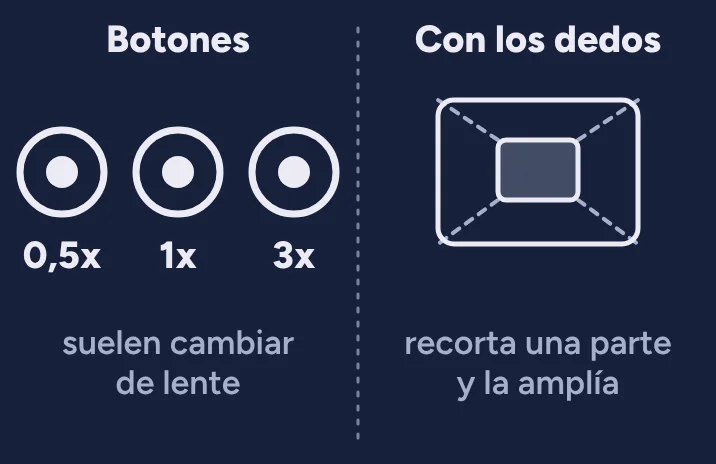 Botones
0,5x
1x
3x
suelen cambiar
de lente
Con los dedos
recorta una parte
y la amplía